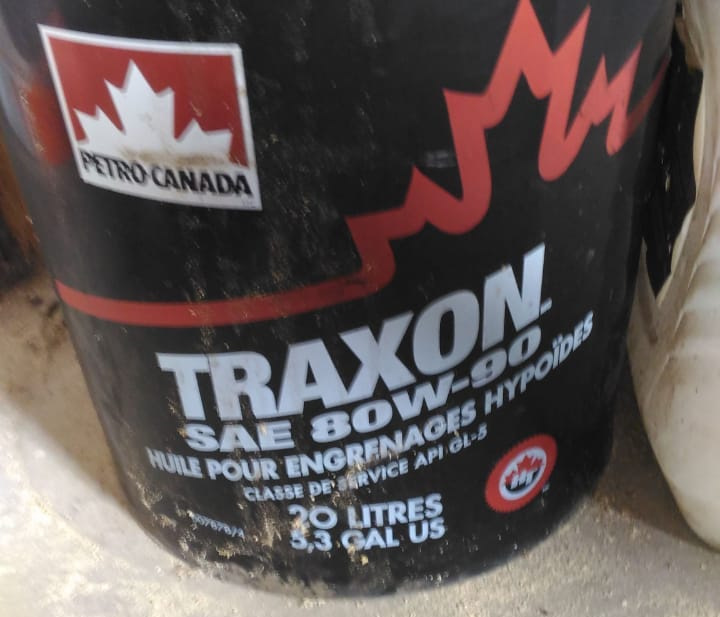 PETRO-CANADA
TRAXON
SAE 80W-90
HUILE POUR ENGRENAGES HYPOÏDES
CLASSE DE SERVICE API GL-5
HT
20 LITRES
5,3 GAL US